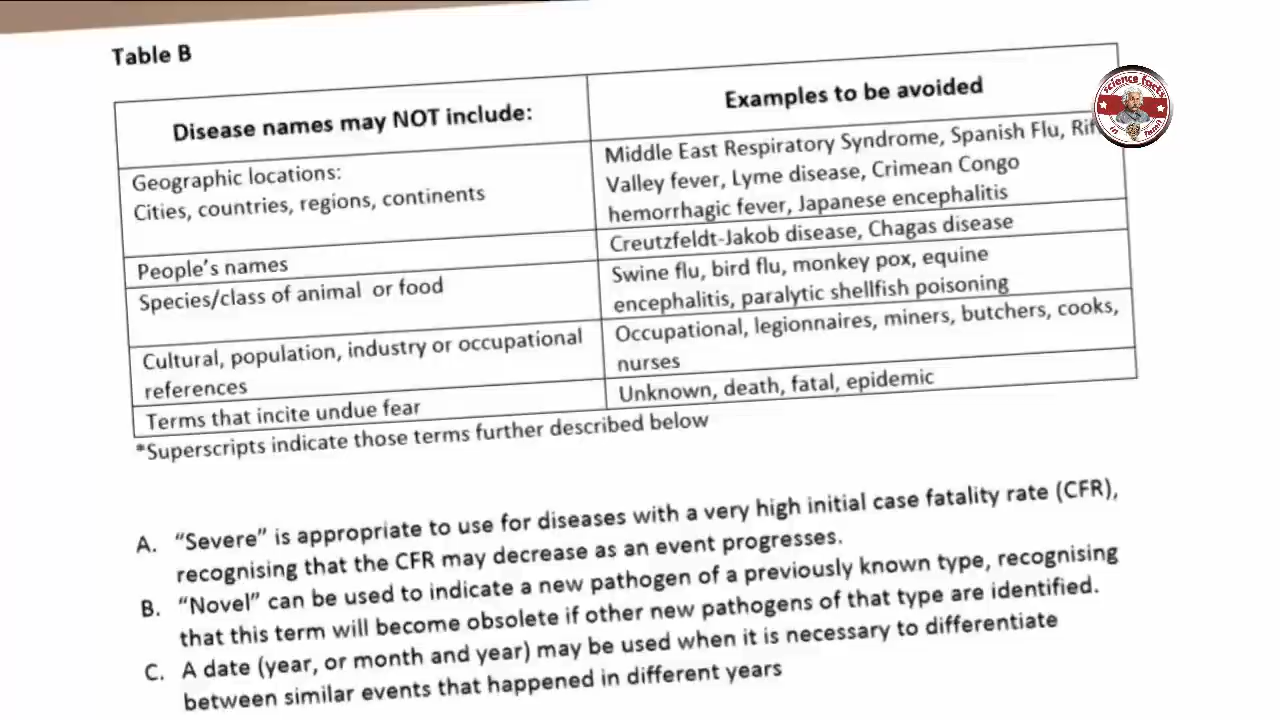 Table B
Disease names may NOT include:
Examples to be avoided
Geographic locations:
Cities, countries, regions, continents
Middle East Respiratory Syndrome, Spanish Flu, Rift
Valley fever, Lyme disease, Crimean Congo
hemorrhagic fever, Japanese encephalitis
People's names
Creutzfeldt-Jakob disease, Chagas disease
Species/class of animal or food
Swine flu, bird flu, monkey pox, equine
encephalitis, paralytic shellfish poisoning
Cultural, population, industry or occupational
references
Occupational, legionnaires, miners, butchers, cooks,
nurses
Terms that incite undue fear
Unknown, death, fatal, epidemic
*Superscripts indicate those terms further described below
A. "Severe" is appropriate to use for diseases with a very high initial case fatality rate (CFR),
recognising that the CFR may decrease as an event progresses.
B. "Novel" can be used to indicate a new pathogen of a previously known type, recognising
that this term will become obsolete if other new pathogens of that type are identified.
C. A date (year, or month and year) may be used when it is necessary to differentiate
between similar events that happened in different years
science facts
in Tamil